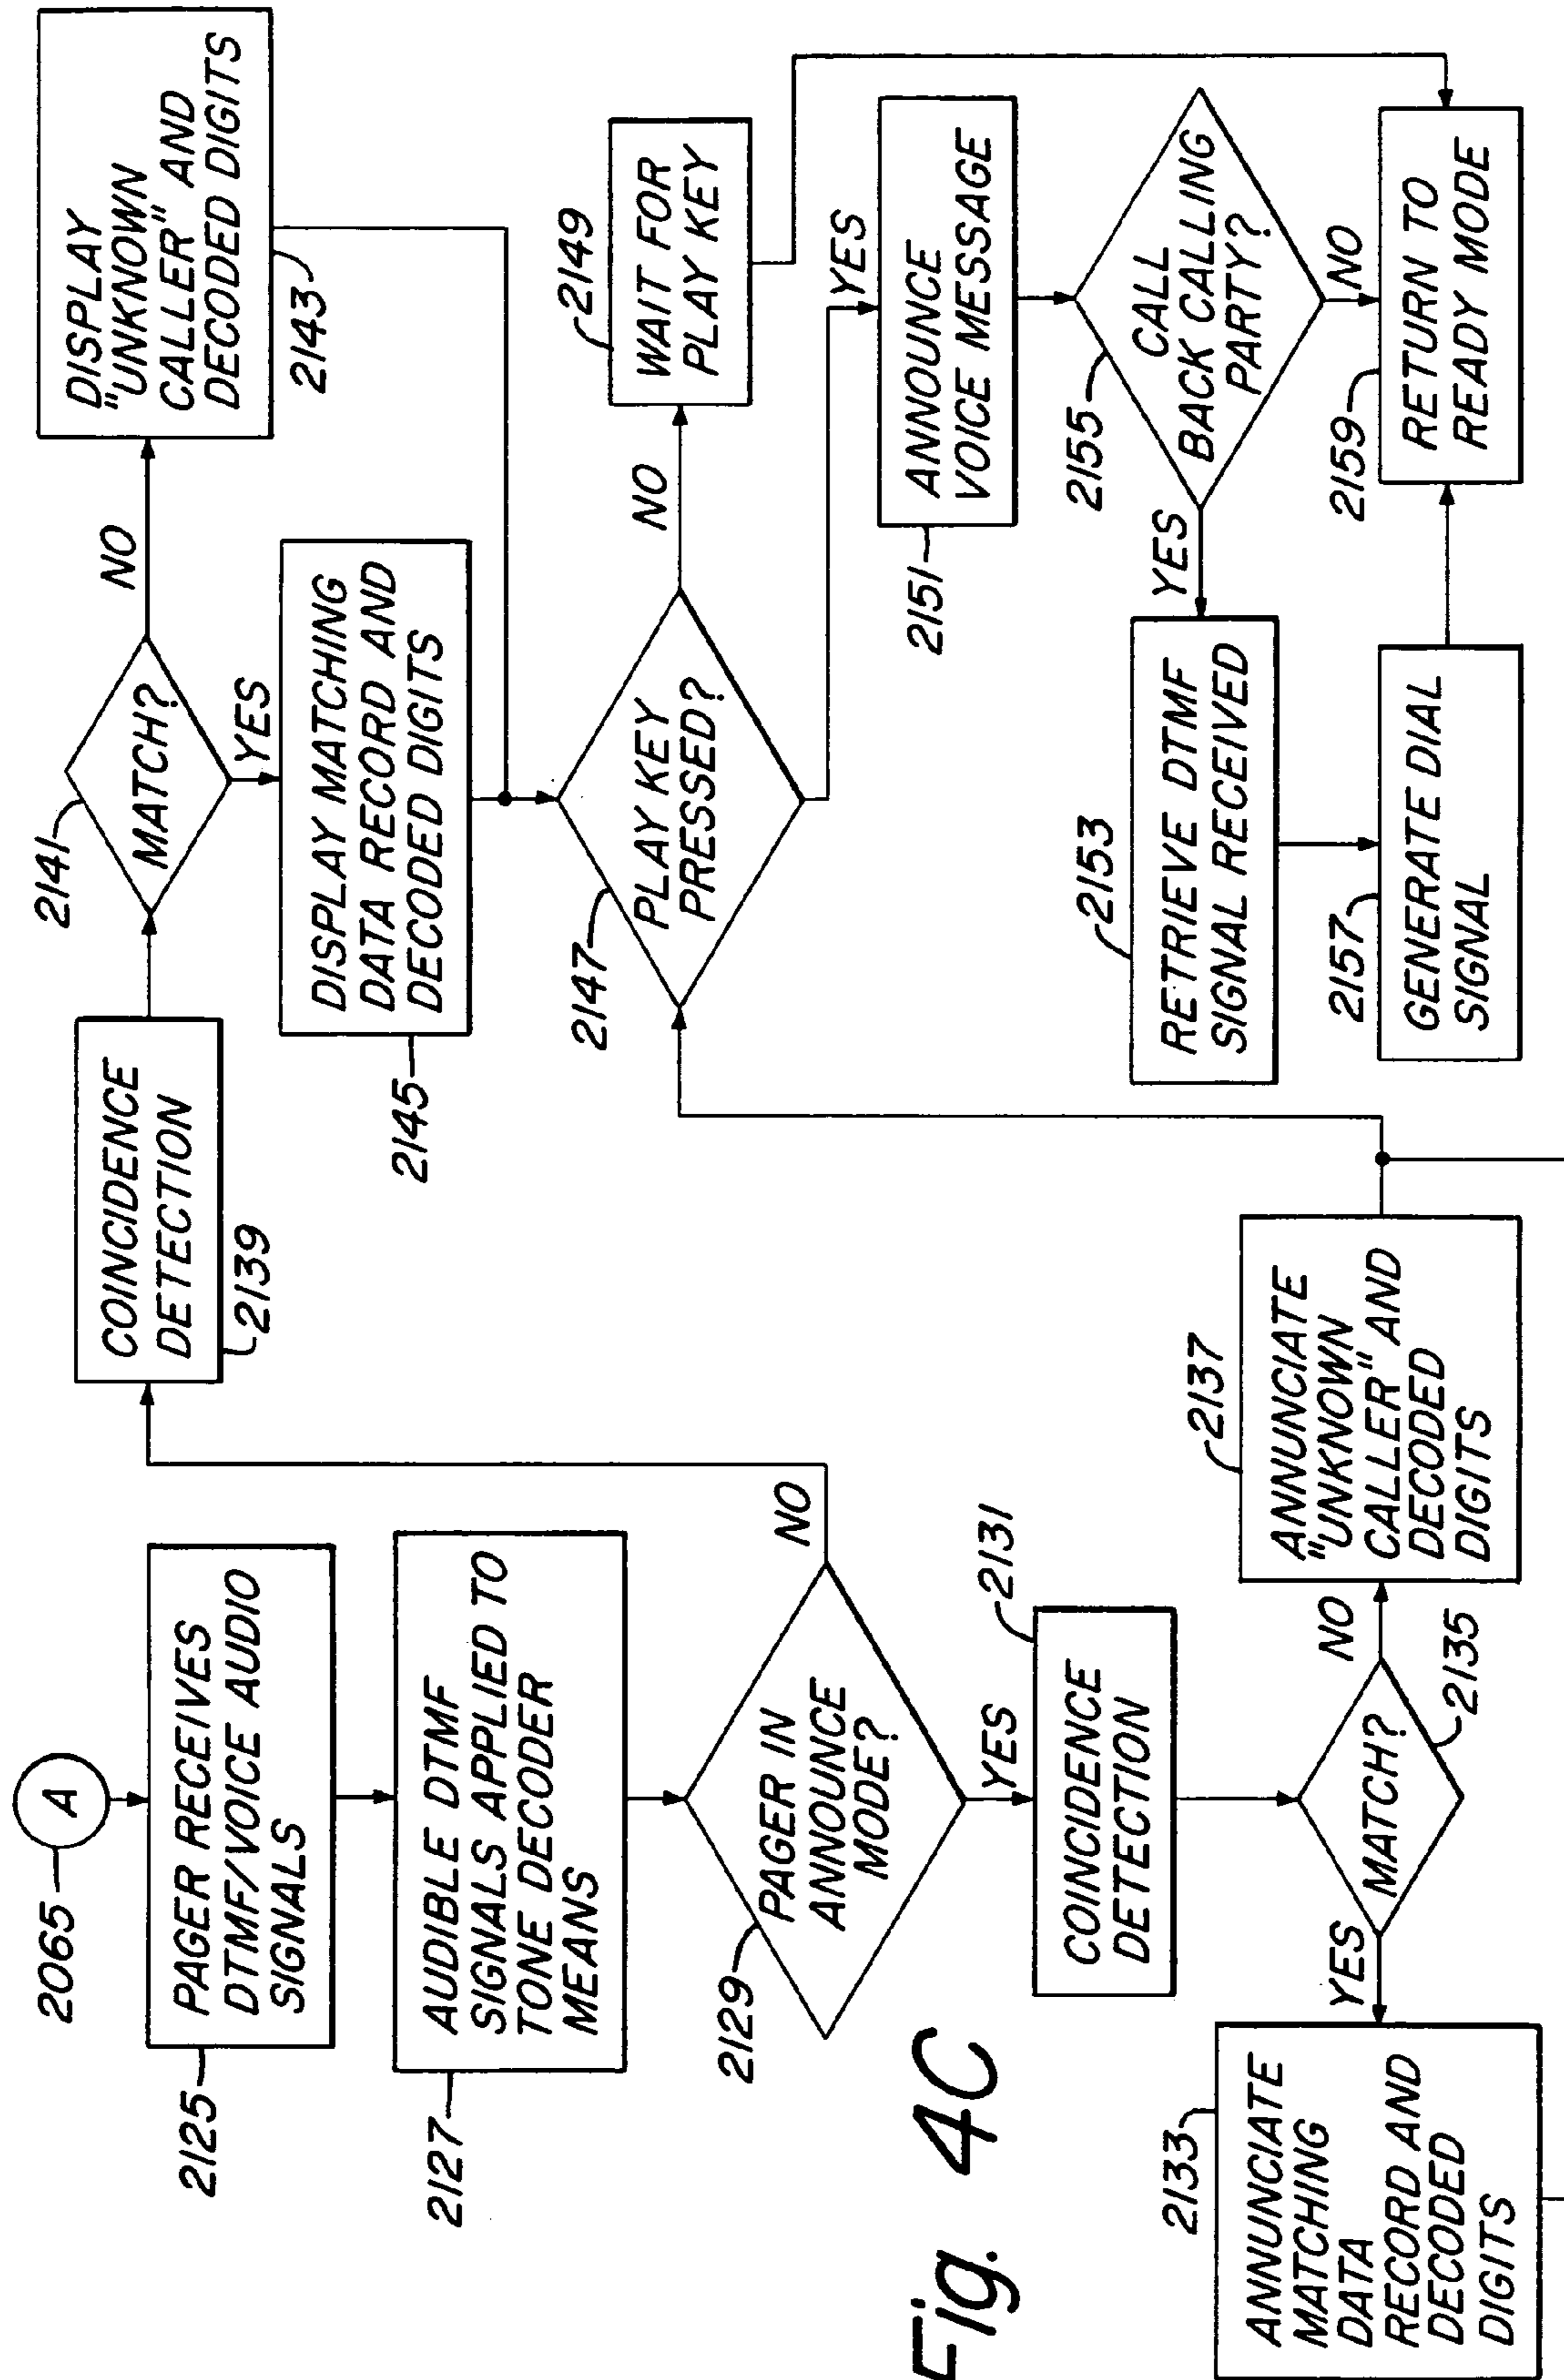 2065
A
2125
PAGER RECEIVES
DTMF/VOICE AUDIO
SIGNALS
2127
AUDIBLE DTMF
SIGNALS APPLIED TO
TONE DECODER
MEANS
2129
PAGER IN
ANNOUNCE
MODE?
NO
YES
2131
COINCIDENCE
DETECTION
MATCH?
2135
YES
NO
2133
ANNUNCIATE
MATCHING
DATA
RECORD AND
DECODED
DIGITS
2137
ANNUNCIATE
"UNKNOWN
CALLER" AND
DECODED
DIGITS
COINCIDENCE
DETECTION
2139
2141
MATCH?
NO
YES
DISPLAY
"UNKNOWN
CALLER" AND
DECODED DIGITS
2143
DISPLAY MATCHING
DATA RECORD AND
DECODED DIGITS
2145
2147
PLAY KEY
PRESSED?
NO
YES
2149
WAIT FOR
PLAY KEY
ANNOUNCE
VOICE MESSAGE
2151
CALL
BACK CALLING
PARTY?
2155
YES
NO
2153
RETRIEVE DTMF
SIGNAL RECEIVED
2157
GENERATE DIAL
SIGNAL
2159
RETURN TO
READY MODE
Fig. 4C